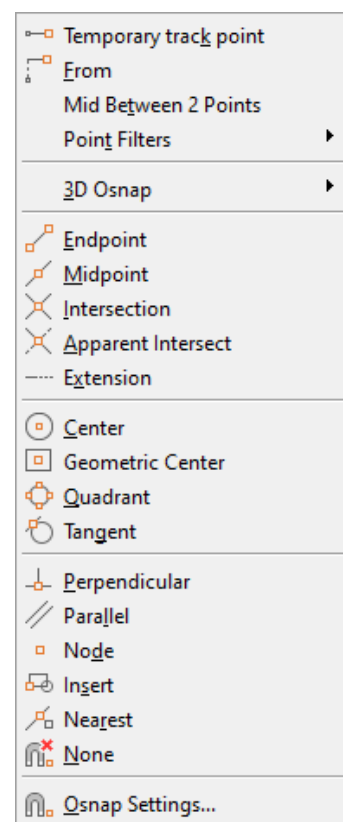 Temporary track point
From
Mid Between 2 Points
Point Filters
3D Osnap
Endpoint
Midpoint
Intersection
Apparent Intersect
Extension
Center
Geometric Center
Quadrant
Tangent
Perpendicular
Parallel
Node
Insert
Nearest
None
Osnap Settings...